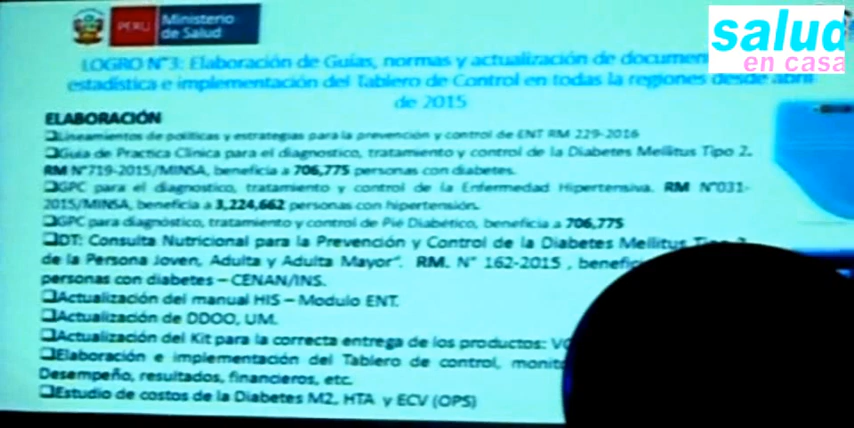 PERÚ
Ministerio
de Salud
salud
en casa
LOGRO N°3: Elaboración de Guías, normas y actualización de
estadística e implementación del Tablero de Control en todas la regiones desde abril
de 2015
ELABORACIÓN
❑Lineamientos de políticas y estrategias para la prevención y control de ENT RM 229-2016
❑Guía de Practica Clínica para el diagnostico, tratamiento y control de la Diabetes Mellitus Tipo 2.
RM N°719-2015/MINSA, beneficia a 706,775 personas con diabetes.
❑GPC para el diagnostico, tratamiento y control de la Enfermedad Hipertensiva. RM N°031-
2015/MINSA, beneficia a 3,224,662 personas con hipertensión.
❑GPC para diagnóstico, tratamiento y control de Pie Diabético, beneficia a 706,775
❑DT: Consulta Nutricional para la Prevención y Control de la Diabetes Mellitus Tipo 2
de la Persona Joven, Adulta y Adulta Mayor". RM. N° 162-2015 ,
personas con diabetes – CENAN/INS.
❑Actualización del manual HIS – Modulo ENT.
❑Actualización de DDOO, UM.
❑Actualización del Kit para la correcta entrega de los productos:
❑Elaboración e implementación del Tablero de control,
Desempeño, resultados, financieros, etc.
❑Estudio de costos de la Diabetes M2, HTA y ECV (OPS)